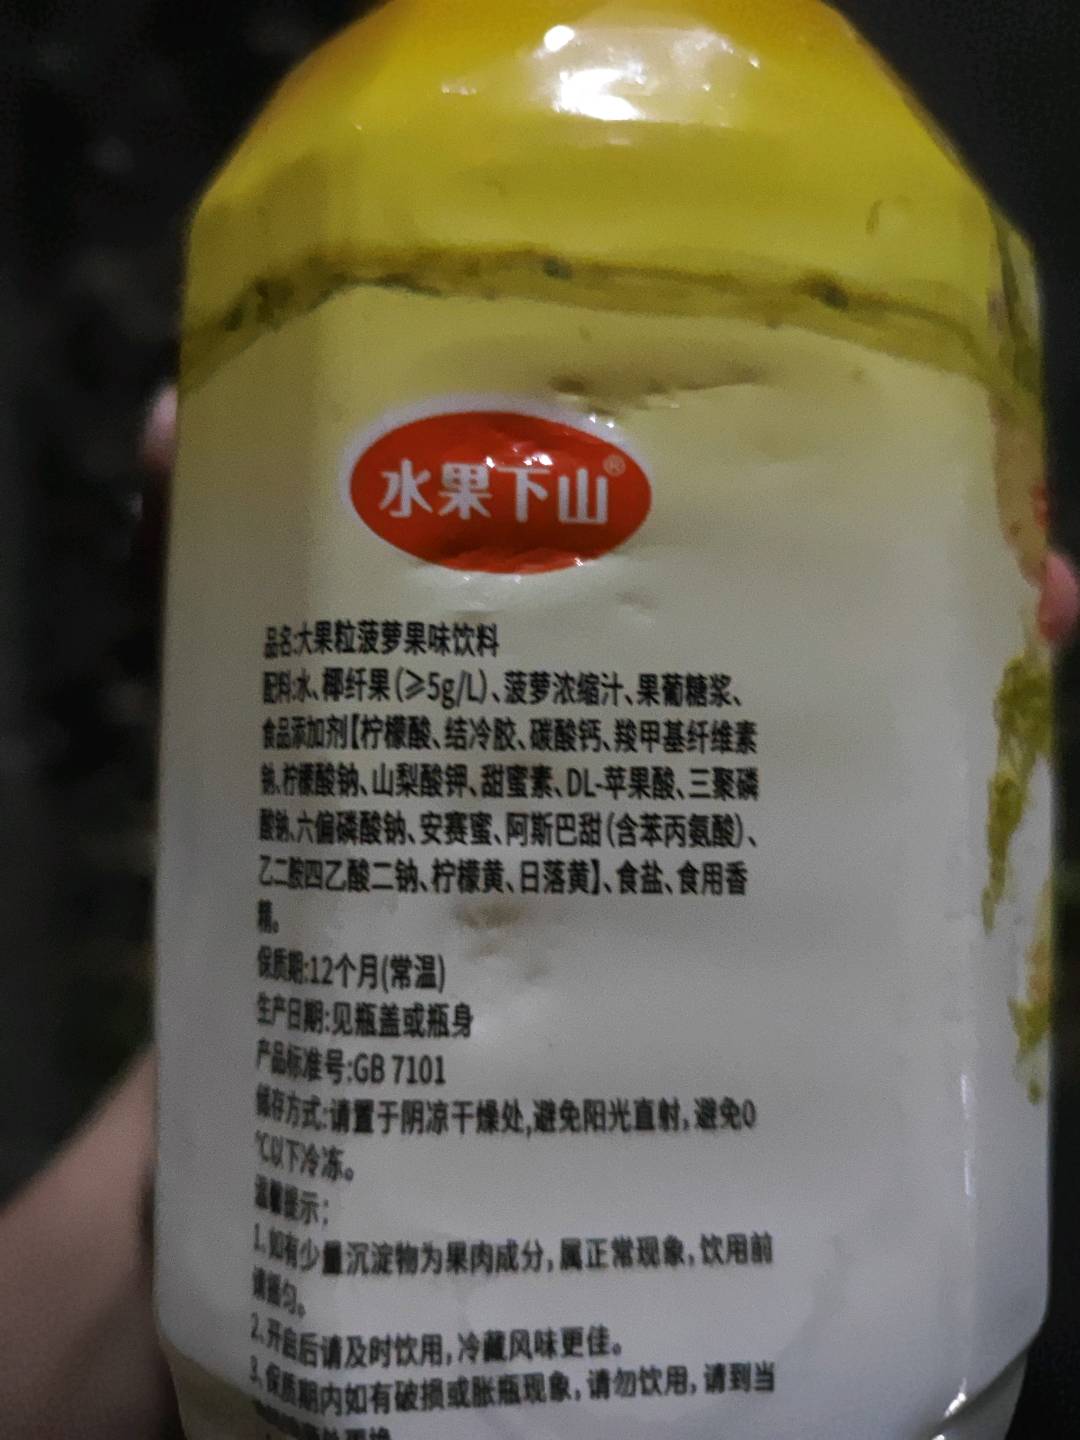 水果下山®
品名:大果粒菠萝果味饮料
配料:水、椰纤果(≥5g/L)、菠萝浓缩汁、果葡糖浆、
食品添加剂【柠檬酸、结冷胶、碳酸钙、羧甲基纤维素
钠、柠檬酸钠、山梨酸钾、甜蜜素、DL-苹果酸、三聚磷
酸钠、六偏磷酸钠、安赛蜜、阿斯巴甜(含苯丙氨酸)、
乙二胺四乙酸二钠、柠檬黄、日落黄】、食盐、食用香
精。
保质期:12个月(常温)
生产日期:见瓶盖或瓶身
产品标准号:GB 7101
储存方式:请置于阴凉干燥处,避免阳光直射,避免0
℃以下冷冻。
温馨提示:
1.如有少量沉淀物为果肉成分,属正常现象,饮用前
请摇匀。
2.开启后请及时饮用,冷藏风味更佳。
3.保质期内如有破损或胀瓶现象,请勿饮用,请到当